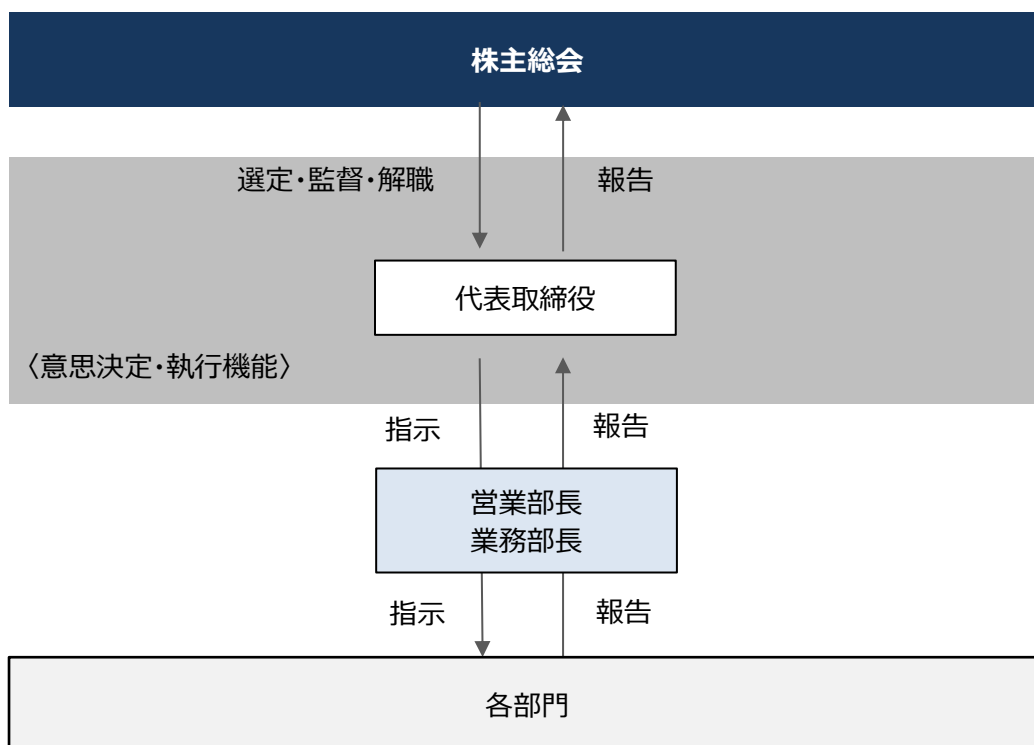 株主総会
選定・監督・解職
報告
代表取締役
〈意思決定・執行機能〉
指示
報告
営業部長
業務部長
指示
報告
各部門